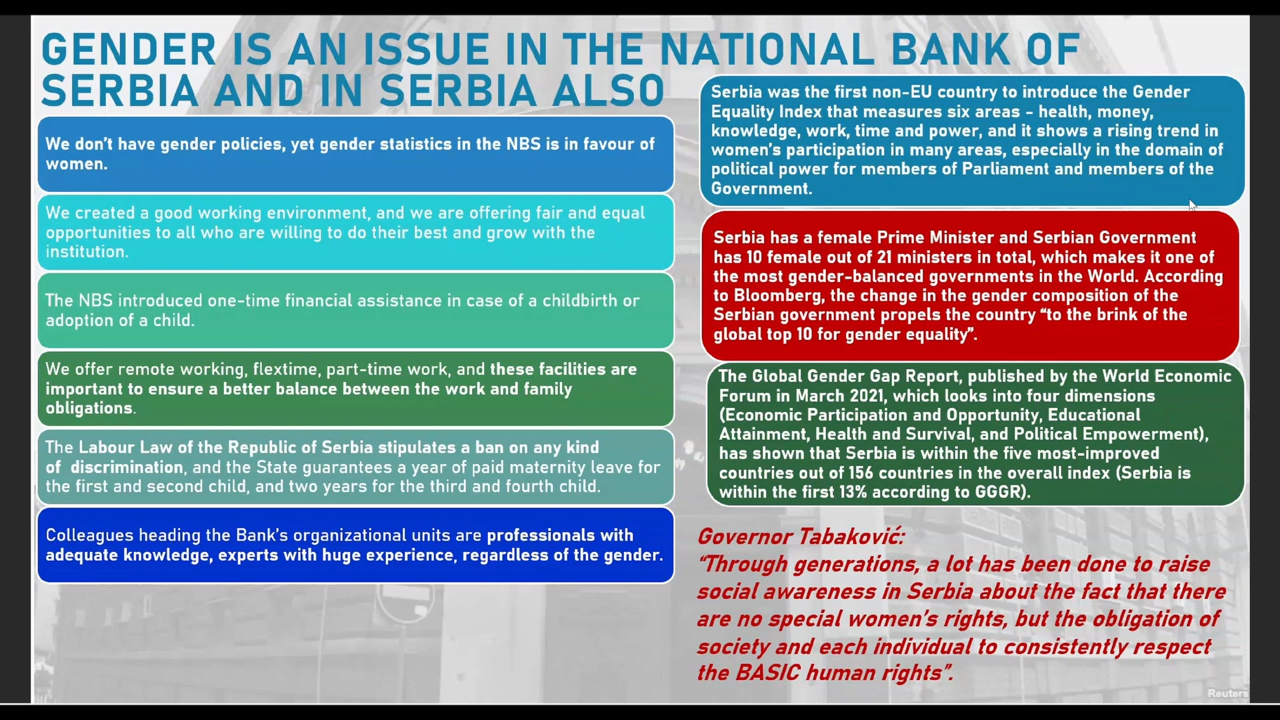 GENDER IS AN ISSUE IN THE NATIONAL BANK OF
SERBIA AND IN SERBIA ALSO
We don't have gender policies, yet gender statistics in the NBS is in favour of
women.
We created a good working environment, and we are offering fair and equal
opportunities to all who are willing to do their best and grow with the
institution.
The NBS introduced one-time financial assistance in case of a childbirth or
adoption of a child.
We offer remote working, flextime, part-time work, and these facilities are
important to ensure a better balance between the work and family
obligations.
The Labour Law of the Republic of Serbia stipulates a ban on any kind
of discrimination, and the State guarantees a year of paid maternity leave for
the first and second child, and two years for the third and fourth child.
Colleagues heading the Bank's organizational units are professionals with
adequate knowledge, experts with huge experience, regardless of the gender.
Serbia was the first non-EU country to introduce the Gender
Equality Index that measures six areas – health, money,
knowledge, work, time and power, and it shows a rising trend in
women's participation in many areas, especially in the domain of
political power for members of Parliament and members of the
Government.
Serbia has a female Prime Minister and Serbian Government
has 10 female out of 21 ministers in total, which makes it one of
the most gender-balanced governments in the World. According
to Bloomberg, the change in the gender composition of the
Serbian government propels the country “to the brink of the
global top 10 for gender equality”.
The Global Gender Gap Report, published by the World Economic
Forum in March 2021, which looks into four dimensions
(Economic Participation and Opportunity, Educational
Attainment, Health and Survival, and Political Empowerment),
has shown that Serbia is within the five most-improved
countries out of 156 countries in the overall index (Serbia is
within the first 13% according to GGGR).
Governor Tabaković:
“Through generations, a lot has been done to raise
social awareness in Serbia about the fact that there
are no special women's rights, but the obligation of
society and each individual to consistently respect
the BASIC human rights”.
Reuters